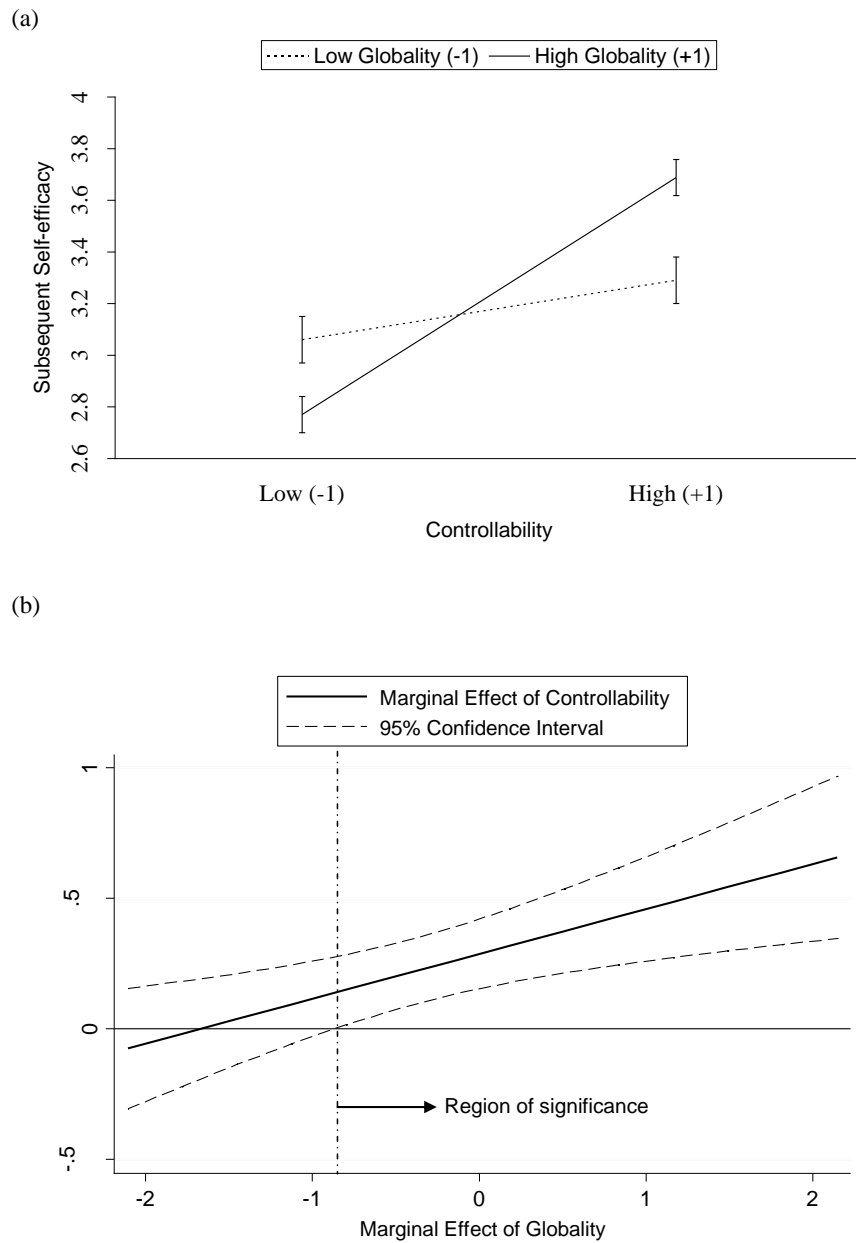 (a)
Low Globality (-1) High Globality (+1)
4
3.8
3.6
3.4
3.2
3
2.8
2.6
Subsequent Self-efficacy
Low (-1) High (+1)
Controllability
(b)
Marginal Effect of Controllability
95% Confidence Interval
1
.5
0
-.5
Region of significance
-2 -1 0 1 2
Marginal Effect of Globality